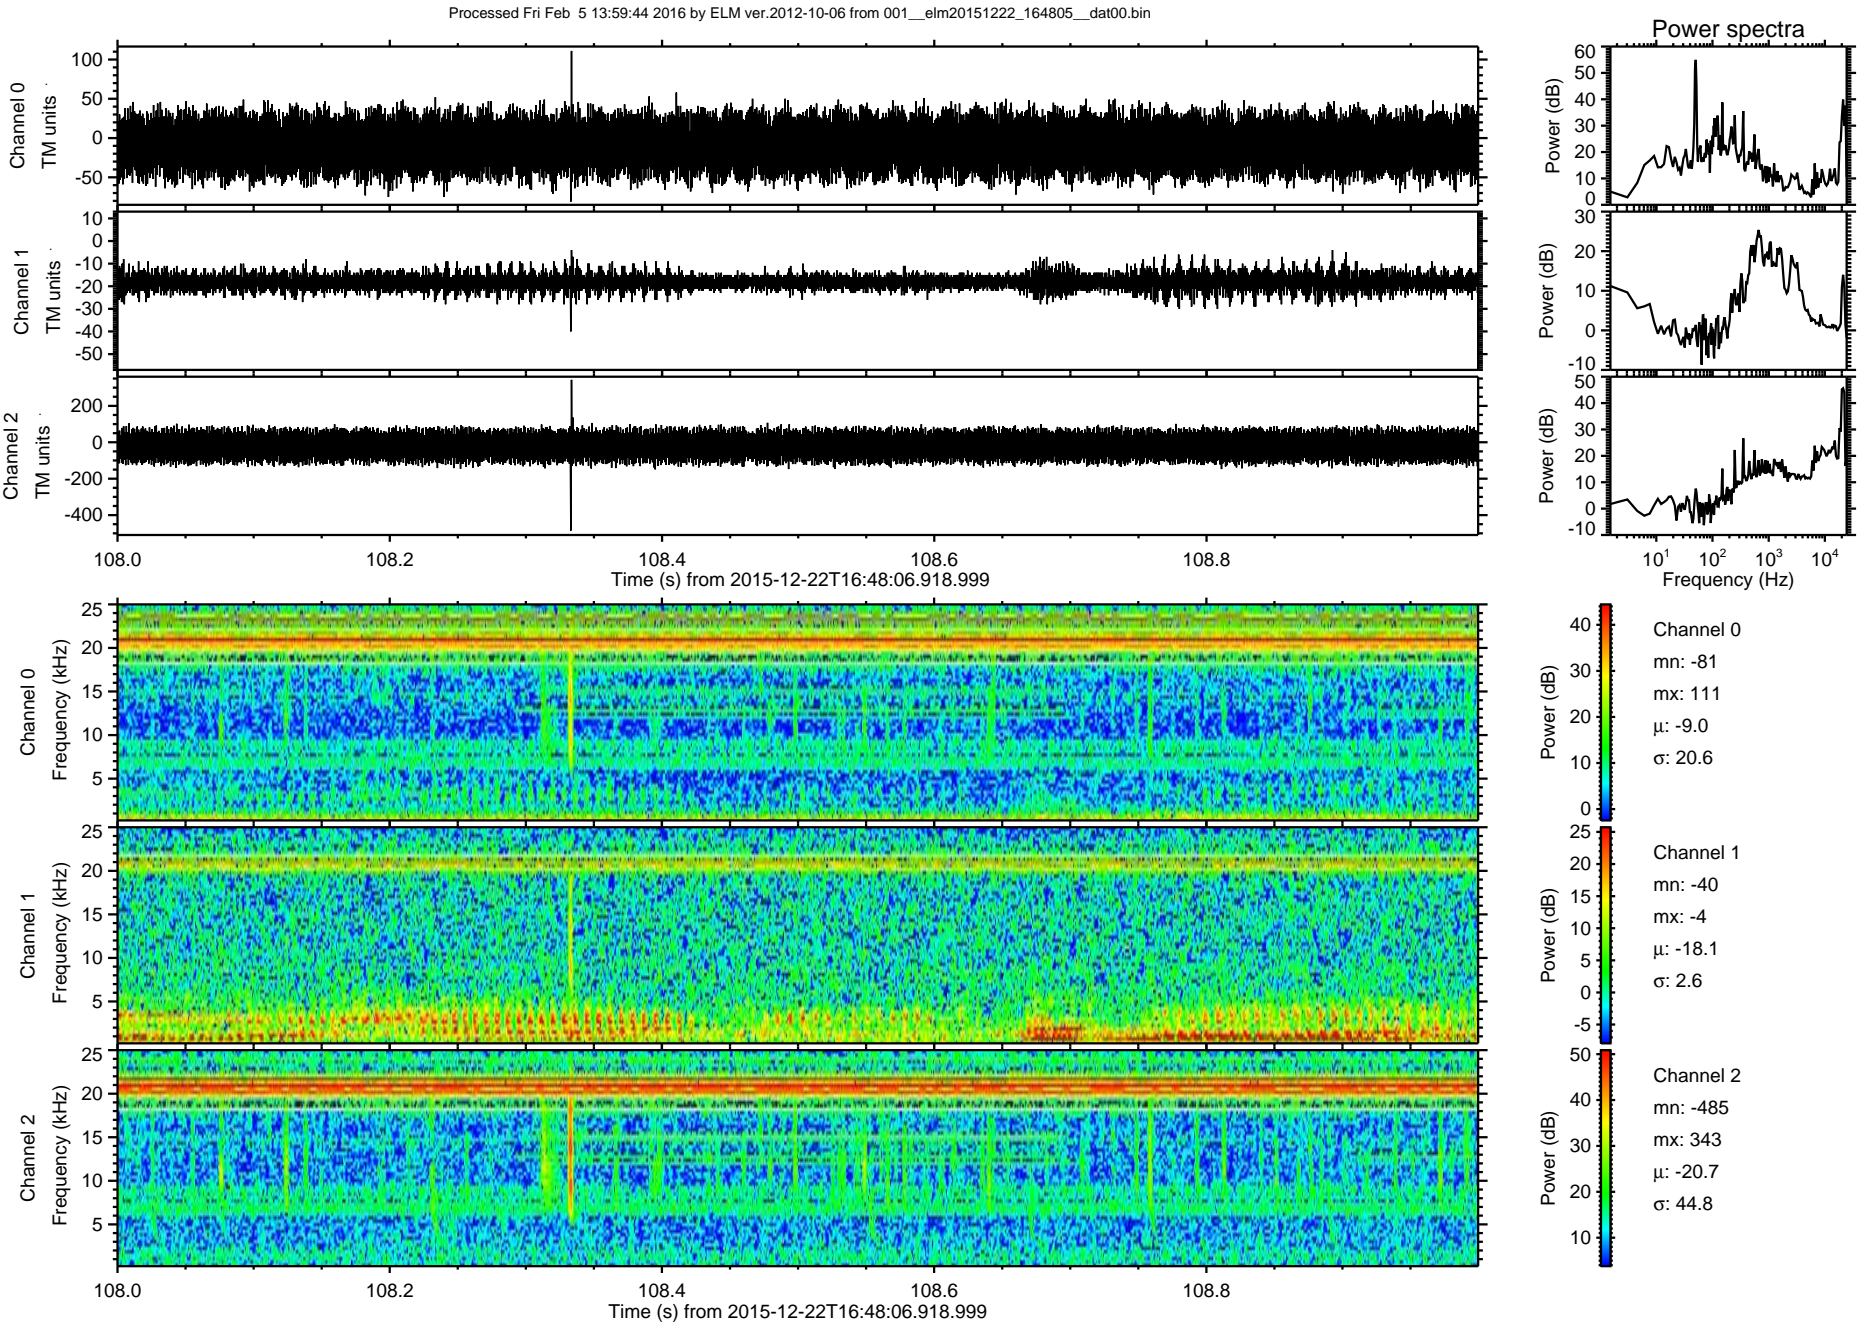 Processed Fri Feb  5 13:59:44 2016 by ELM ver.2012-10-06 from 001__elm20151222_164805__dat00.bin
Power spectra
Channel 0
TM units
100
50
0
-50
Power (dB)
60
50
40
30
20
10
0
Channel 1
TM units
10
0
-10
-20
-30
-40
-50
Power (dB)
30
20
10
0
-10
Channel 2
TM units
200
0
-200
-400
Power (dB)
50
40
30
20
10
0
-10
108.0 108.2 108.4 108.6 108.8
Time (s) from 2015-12-22T16:48:06.918.999
10^1 10^2 10^3 10^4
Frequency (Hz)
Channel 0
Frequency (kHz)
25
20
15
10
5
Power (dB)
40
30
20
10
0
Channel 0
mn: -81
mx: 111
μ: -9.0
σ: 20.6
Channel 1
Frequency (kHz)
25
20
15
10
5
Power (dB)
25
20
15
10
5
0
-5
Channel 1
mn: -40
mx: -4
μ: -18.1
σ: 2.6
Channel 2
Frequency (kHz)
25
20
15
10
5
Power (dB)
50
40
30
20
10
Channel 2
mn: -485
mx: 343
μ: -20.7
σ: 44.8
108.0 108.2 108.4 108.6 108.8
Time (s) from 2015-12-22T16:48:06.918.999